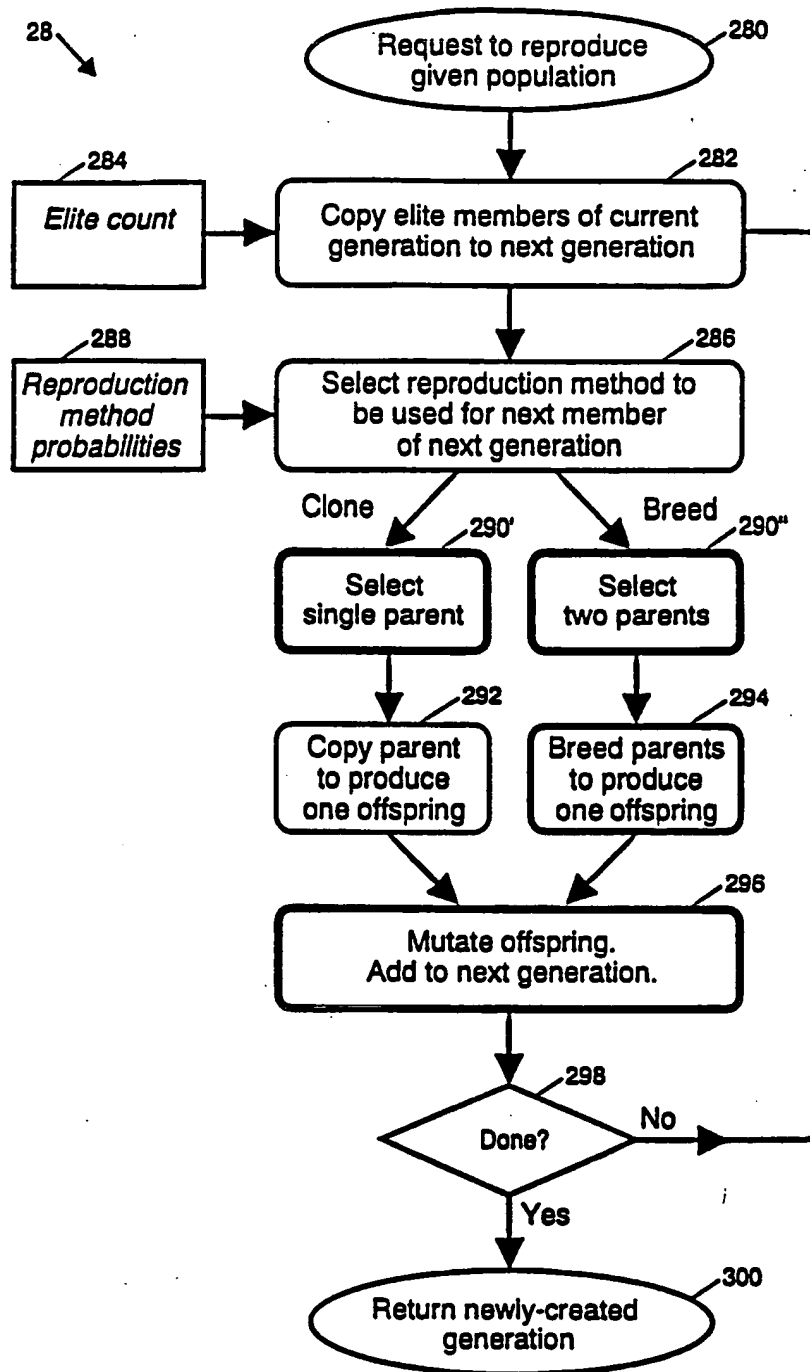 28
Request to reproduce
given population
280
284
Elite count
282
Copy elite members of current
generation to next generation
288
Reproduction
method
probabilities
286
Select reproduction method to
be used for next member
of next generation
Clone
Breed
290'
Select
single parent
290"
Select
two parents
292
Copy parent
to produce
one offspring
294
Breed parents
to produce
one offspring
296
Mutate offspring.
Add to next generation.
298
Done?
No
Yes
300
Return newly-created
generation